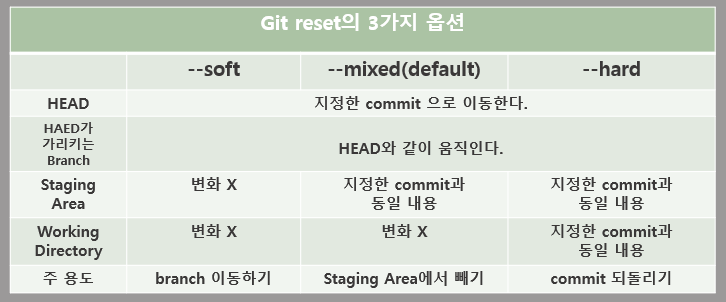 Git reset의 3가지 옵션
--soft --mixed(default) --hard
HEAD 지정한 commit 으로 이동한다.
HAED가
가리키는
Branch
HEAD와 같이 움직인다.
Staging
Area
변화 X
지정한 commit과
동일 내용
지정한 commit과
동일 내용
Working
Directory
변화 X
변화 X
지정한 commit과
동일 내용
주 용도 branch 이동하기 Staging Area에서 빼기 commit 되돌리기